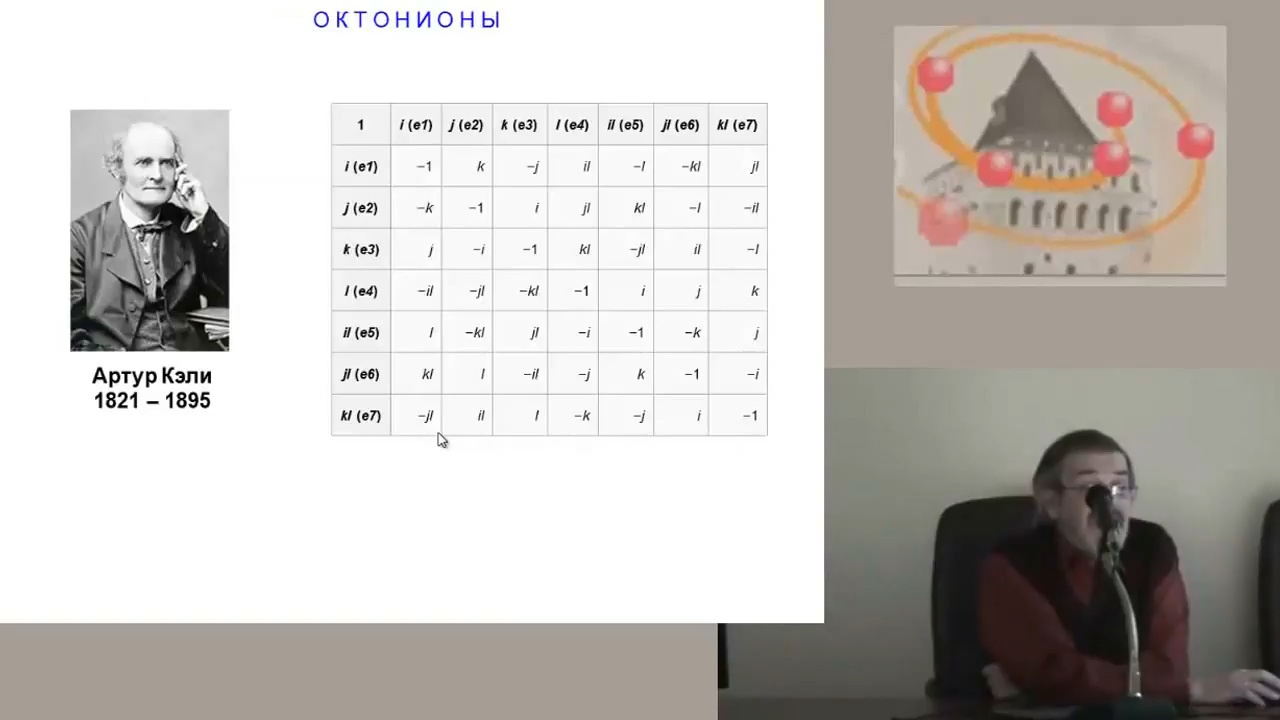 ОКТОНИОНЫ
1 i (e1) j (e2) k (e3) l (e4) il (e5) jl (e6) kl (e7)
i (e1) −1 k −j il −l −kl jl
j (e2) −k −1 i jl kl −l −il
k (e3) j −i −1 kl −jl il −l
l (e4) −il −jl −kl −1 i j k
il (e5) l −kl jl −i −1 −k j
jl (e6) kl l −il −j k −1 −i
kl (e7) −jl il l −k −j i −1
Артур Кэли
1821 – 1895